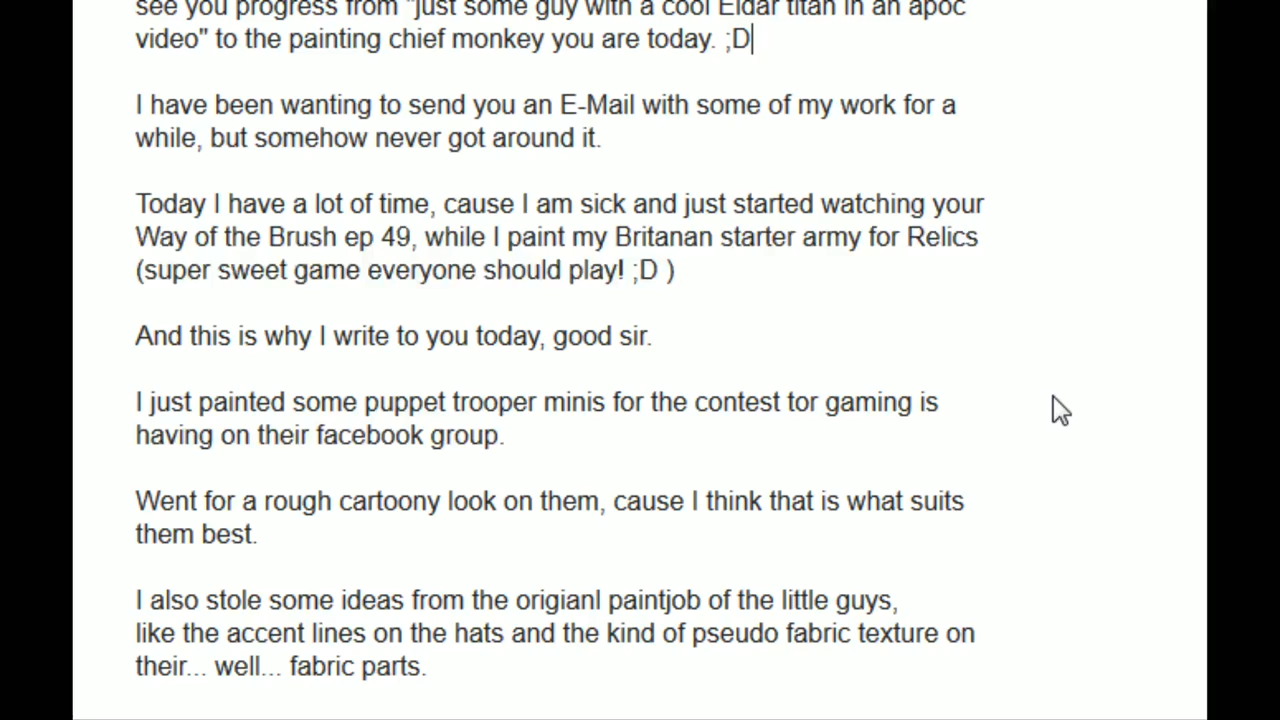 see you progress from "just some guy with a cool Eldar titan in an apoc
video" to the painting chief monkey you are today. ;D
I have been wanting to send you an E-Mail with some of my work for a
while, but somehow never got around it.
Today I have a lot of time, cause I am sick and just started watching your
Way of the Brush ep 49, while I paint my Britanan starter army for Relics
(super sweet game everyone should play! ;D )
And this is why I write to you today, good sir.
I just painted some puppet trooper minis for the contest tor gaming is
having on their facebook group.
Went for a rough cartoony look on them, cause I think that is what suits
them best.
I also stole some ideas from the origianl paintjob of the little guys,
like the accent lines on the hats and the kind of pseudo fabric texture on
their... well... fabric parts.